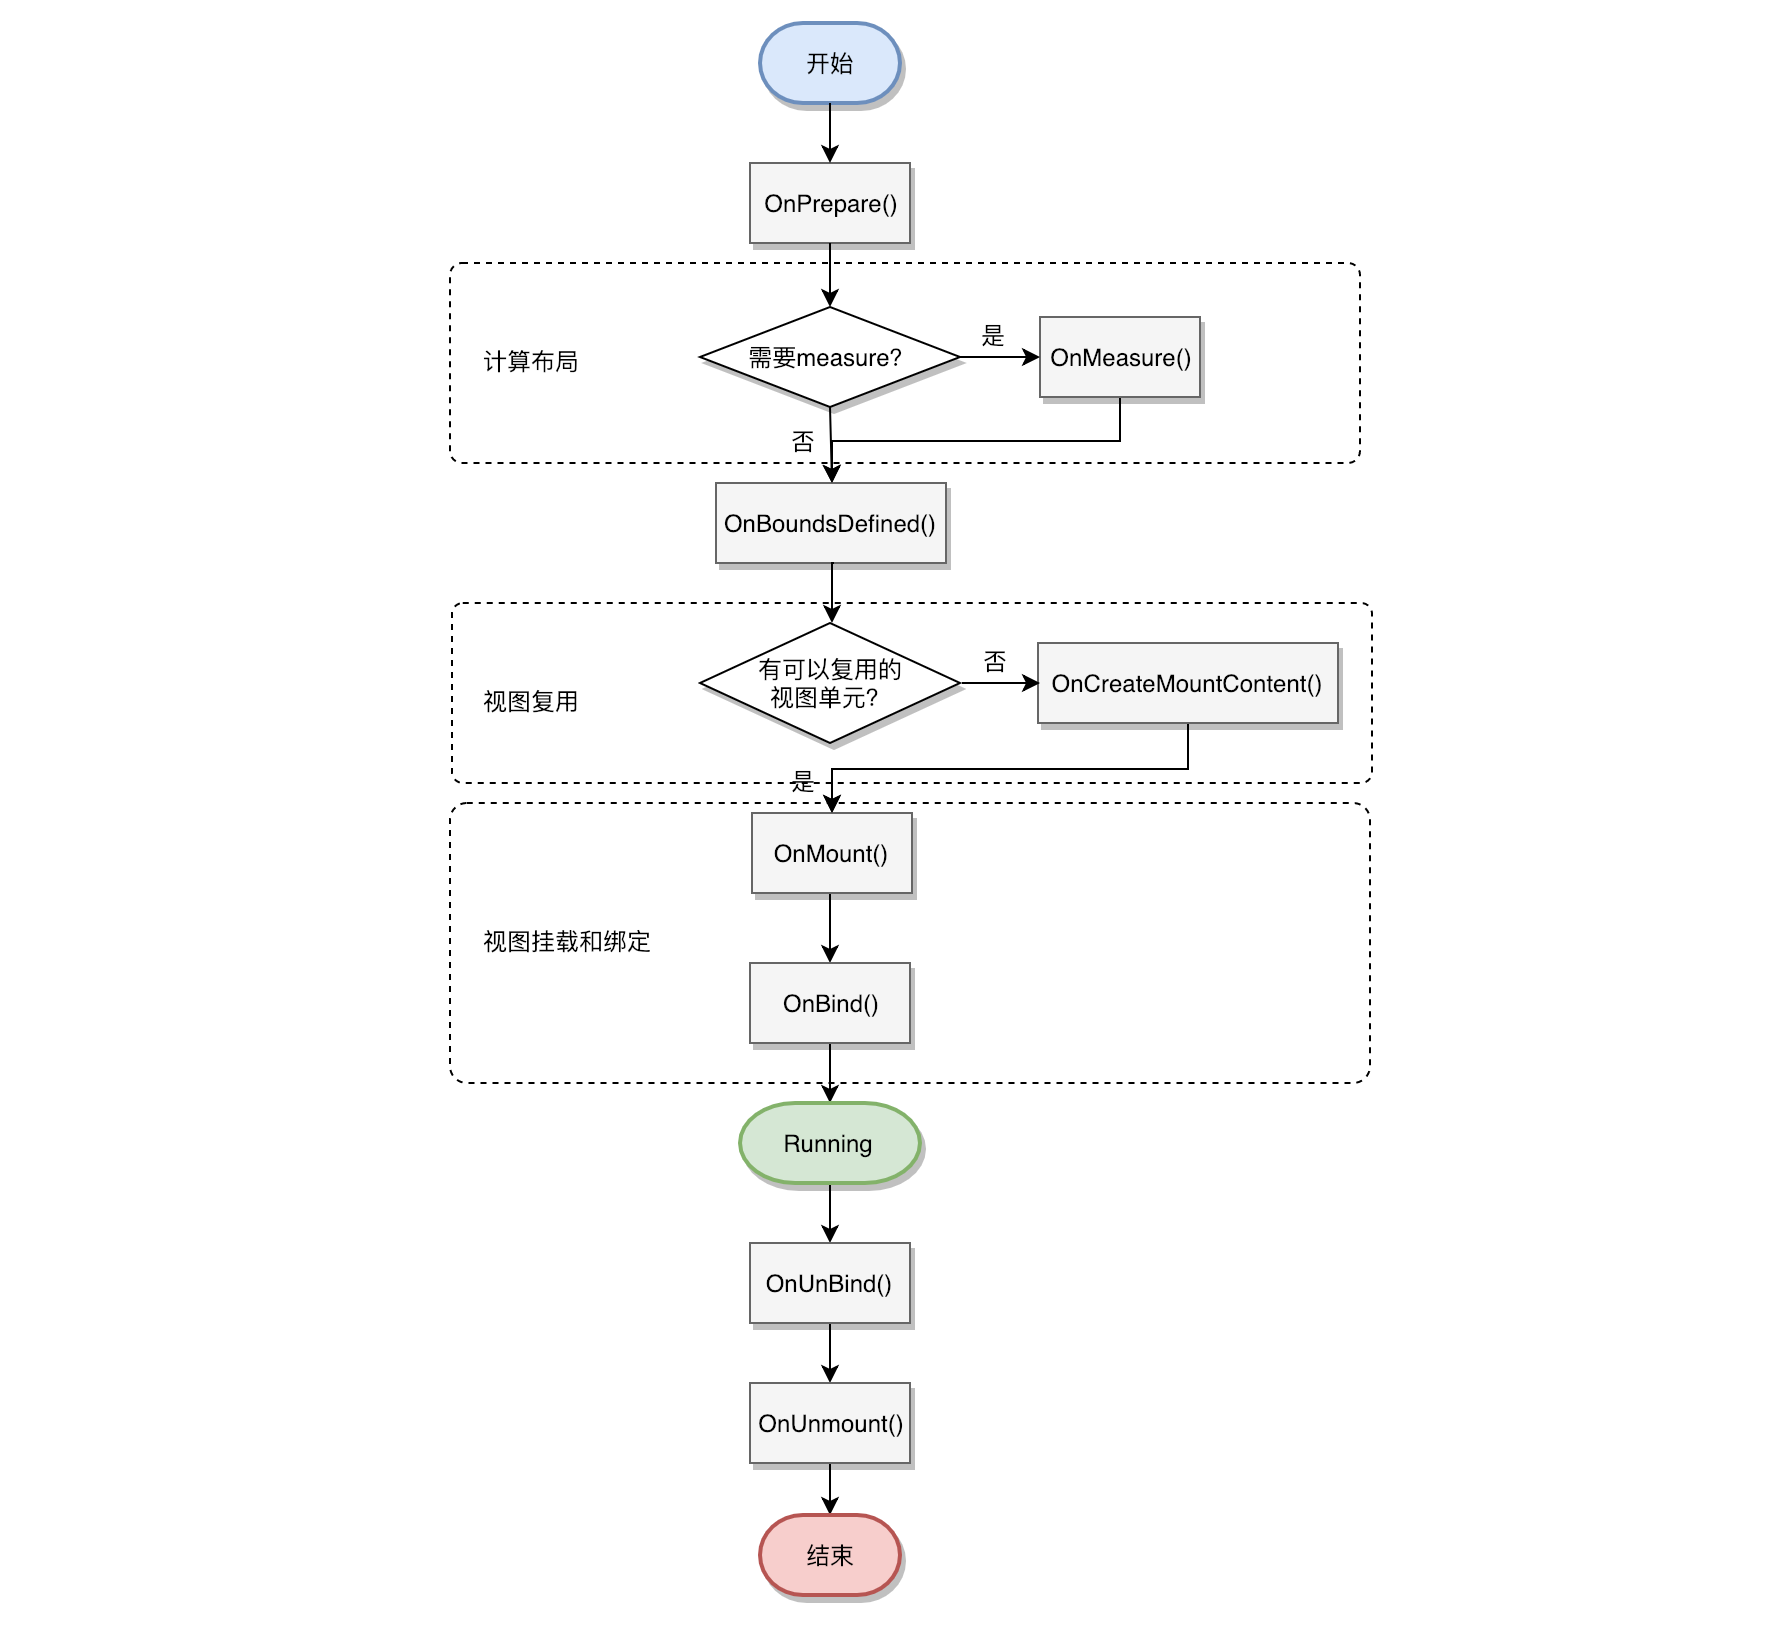 开始
OnPrepare()
计算布局
需要measure?
是
OnMeasure()
否
OnBoundsDefined()
视图复用
有可以复用的
视图单元?
否
OnCreateMountContent()
是
OnMount()
视图挂载和绑定
OnBind()
Running
OnUnBind()
OnUnmount()
结束